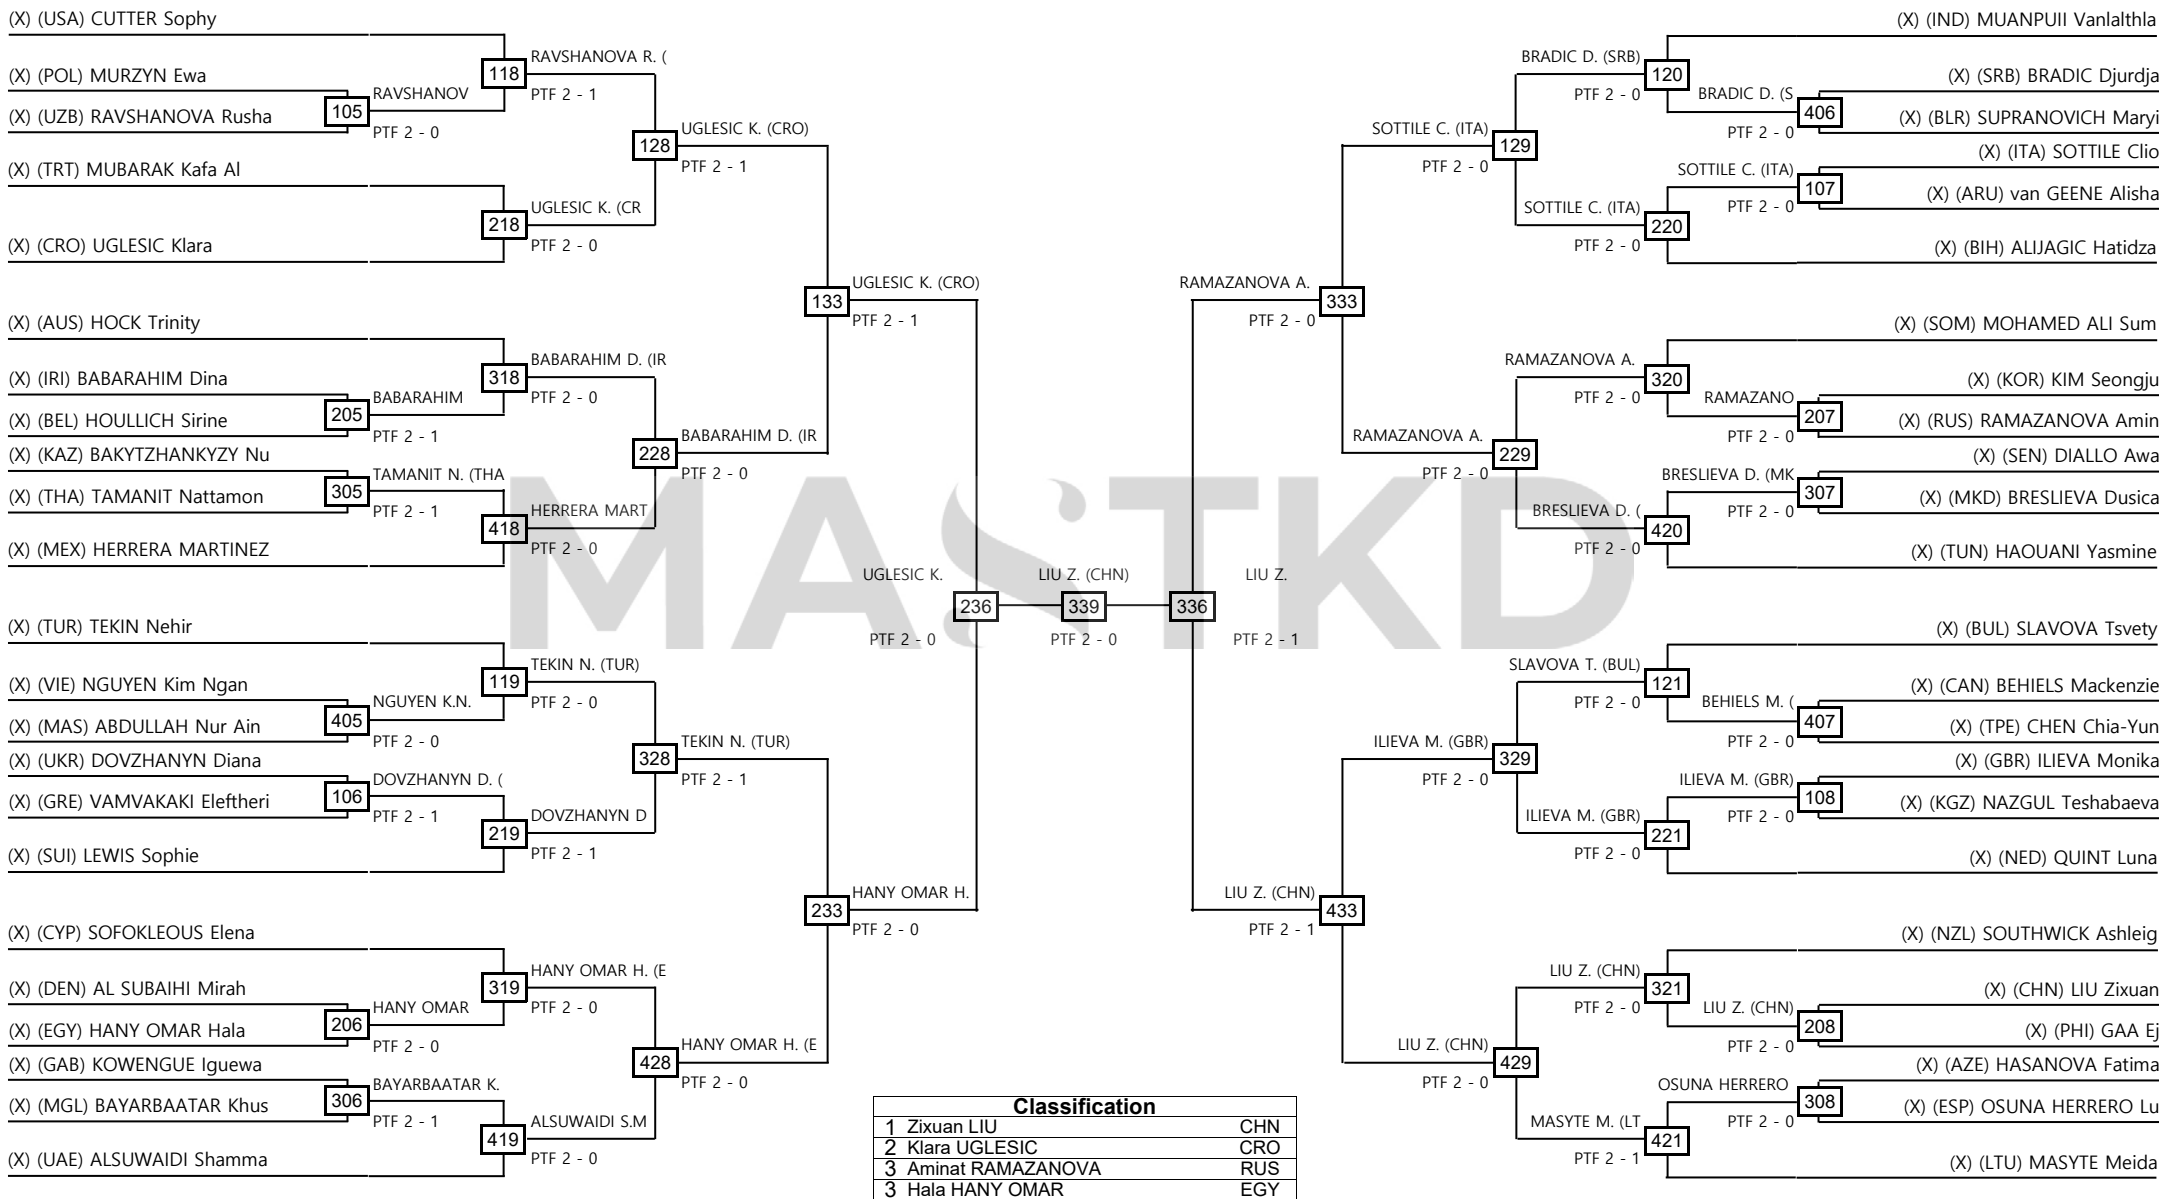 (X) (USA) CUTTER Sophy
(X) (POL) MURZYN Ewa
(X) (UZB) RAVSHANOVA Rusha
(X) (TRT) MUBARAK Kafa Al
(X) (CRO) UGLESIC Klara
(X) (AUS) HOCK Trinity
(X) (IRI) BABARAHIM Dina
(X) (BEL) HOULLICH Sirine
(X) (KAZ) BAKYTZHANKYZY Nu
(X) (THA) TAMANIT Nattamon
(X) (MEX) HERRERA MARTINEZ
(X) (TUR) TEKIN Nehir
(X) (VIE) NGUYEN Kim Ngan
(X) (MAS) ABDULLAH Nur Ain
(X) (UKR) DOVZHANYN Diana
(X) (GRE) VAMVAKAKI Eleftheri
(X) (SUI) LEWIS Sophie
(X) (CYP) SOFOKLEOUS Elena
(X) (DEN) AL SUBAIHI Mirah
(X) (EGY) HANY OMAR Hala
(X) (GAB) KOWENGUE Iguewa
(X) (MGL) BAYARBAATAR Khus
(X) (UAE) ALSUWAIDI Shamma
105
RAVSHANOV
PTF 2 - 0
205
BABARAHIM
PTF 2 - 1
305
TAMANIT N. (THA
PTF 2 - 1
405
NGUYEN K.N.
PTF 2 - 0
106
DOVZHANYN D. (
PTF 2 - 1
206
HANY OMAR
PTF 2 - 0
306
BAYARBAATAR K.
PTF 2 - 1
118
RAVSHANOVA R. (
PTF 2 - 1
218
UGLESIC K. (CR
PTF 2 - 0
318
BABARAHIM D. (IR
PTF 2 - 0
418
HERRERA MART
PTF 2 - 0
119
TEKIN N. (TUR)
PTF 2 - 0
219
DOVZHANYN D
PTF 2 - 1
319
HANY OMAR H. (E
PTF 2 - 0
419
ALSUWAIDI S.M
PTF 2 - 0
128
UGLESIC K. (CRO)
PTF 2 - 1
228
BABARAHIM D. (IR
PTF 2 - 0
328
TEKIN N. (TUR)
PTF 2 - 1
428
HANY OMAR H. (E
PTF 2 - 0
133
UGLESIC K. (CRO)
PTF 2 - 1
233
HANY OMAR H.
PTF 2 - 0
MASTKD
UGLESIC K.
236
PTF 2 - 0
LIU Z. (CHN)
339
PTF 2 - 0
LIU Z.
336
PTF 2 - 1
RAMAZANOVA A.
333
PTF 2 - 0
LIU Z. (CHN)
433
PTF 2 - 1
SOTTILE C. (ITA)
129
PTF 2 - 0
RAMAZANOVA A.
229
PTF 2 - 0
ILIEVA M. (GBR)
329
PTF 2 - 0
LIU Z. (CHN)
429
PTF 2 - 0
BRADIC D. (SRB)
120
PTF 2 - 0
SOTTILE C. (ITA)
220
PTF 2 - 0
RAMAZANOVA A.
320
PTF 2 - 0
BRESLIEVA D. (
420
PTF 2 - 0
SLAVOVA T. (BUL)
121
PTF 2 - 0
ILIEVA M. (GBR)
221
PTF 2 - 0
LIU Z. (CHN)
321
PTF 2 - 0
MASYTE M. (LT
421
PTF 2 - 1
BRADIC D. (S
406
PTF 2 - 0
SOTTILE C. (ITA)
107
PTF 2 - 0
RAMAZANO
207
PTF 2 - 0
BRESLIEVA D. (MK
307
PTF 2 - 0
BEHIELS M. (
407
PTF 2 - 0
ILIEVA M. (GBR)
108
PTF 2 - 0
LIU Z. (CHN)
208
PTF 2 - 0
OSUNA HERRERO
308
PTF 2 - 0
(X) (IND) MUANPUII Vanlalthla
(X) (SRB) BRADIC Djurdja
(X) (BLR) SUPRANOVICH Maryi
(X) (ITA) SOTTILE Clio
(X) (ARU) van GEENE Alisha
(X) (BIH) ALIJAGIC Hatidza
(X) (SOM) MOHAMED ALI Sum
(X) (KOR) KIM Seongju
(X) (RUS) RAMAZANOVA Amin
(X) (SEN) DIALLO Awa
(X) (MKD) BRESLIEVA Dusica
(X) (TUN) HAOUANI Yasmine
(X) (BUL) SLAVOVA Tsvety
(X) (CAN) BEHIELS Mackenzie
(X) (TPE) CHEN Chia-Yun
(X) (GBR) ILIEVA Monika
(X) (KGZ) NAZGUL Teshabaeva
(X) (NED) QUINT Luna
(X) (NZL) SOUTHWICK Ashleig
(X) (CHN) LIU Zixuan
(X) (PHI) GAA Ej
(X) (AZE) HASANOVA Fatima
(X) (ESP) OSUNA HERRERO Lu
(X) (LTU) MASYTE Meida
Classification
1 Zixuan LIU CHN
2 Klara UGLESIC CRO
3 Aminat RAMAZANOVA RUS
3 Hala HANY OMAR EGY